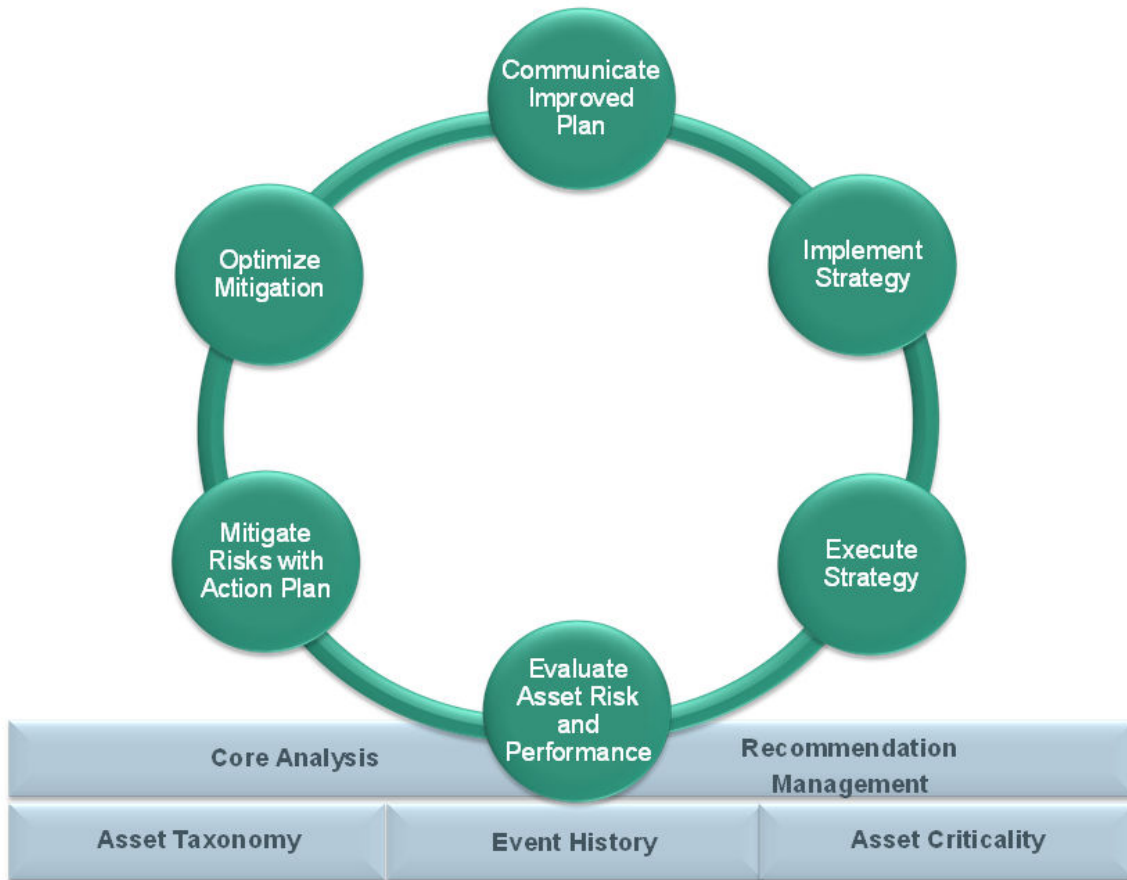 Communicate
Improved
Plan
Optimize
Mitigation
Implement
Strategy
Mitigate
Risks with
Action Plan
Execute
Strategy
Evaluate
Asset Risk
and
Performance
Core Analysis
Recommendation
Management
Asset Taxonomy
Event History
Asset Criticality